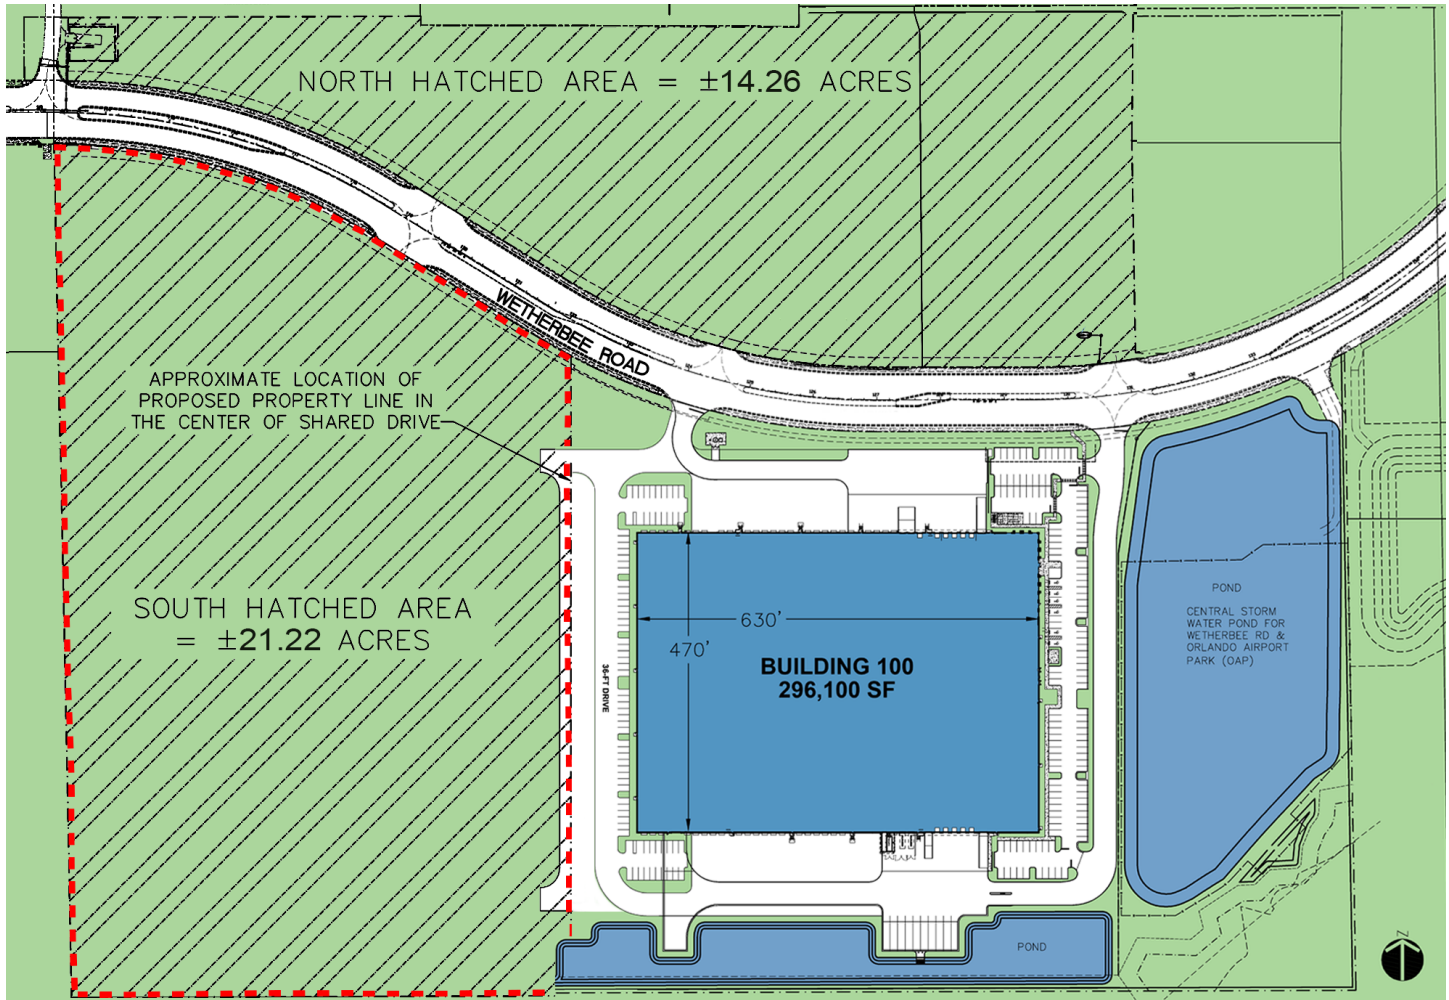 NORTH HATCHED AREA = ±14.26 ACRES
WETHERBEE ROAD
APPROXIMATE LOCATION OF
PROPOSED PROPERTY LINE IN
THE CENTER OF SHARED DRIVE
SOUTH HATCHED AREA
= ±21.22 ACRES
36-FT DRIVE
630'
470'
BUILDING 100
296,100 SF
POND
CENTRAL STORM
WATER POND FOR
WETHERBEE RD &
ORLANDO AIRPORT
PARK (OAP)
POND
N